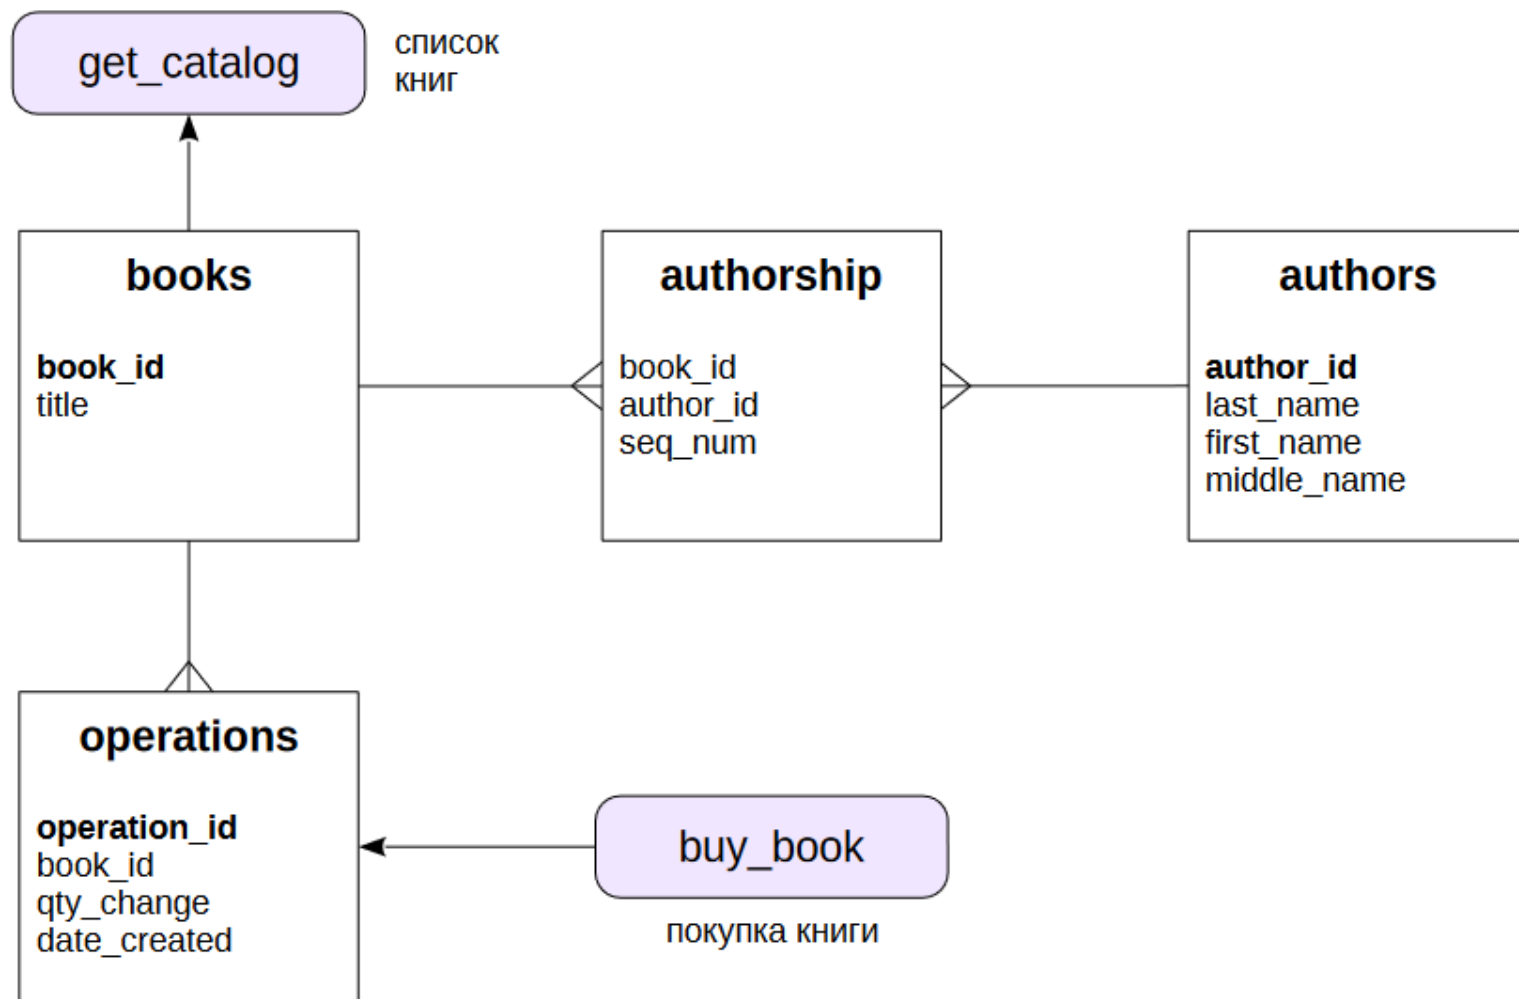 get_catalog
список
книг
books
book_id
title
authorship
book_id
author_id
seq_num
authors
author_id
last_name
first_name
middle_name
operations
operation_id
book_id
qty_change
date_created
buy_book
покупка книги